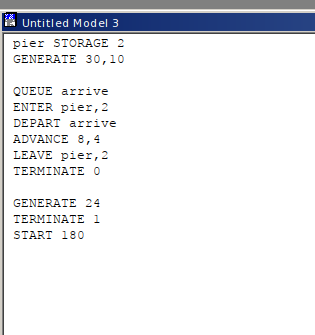 Untitled Model 3
pier STORAGE 2
GENERATE 30,10
QUEUE arrive
ENTER pier,2
DEPART arrive
ADVANCE 8,4
LEAVE pier,2
TERMINATE 0
GENERATE 24
TERMINATE 1
START 180